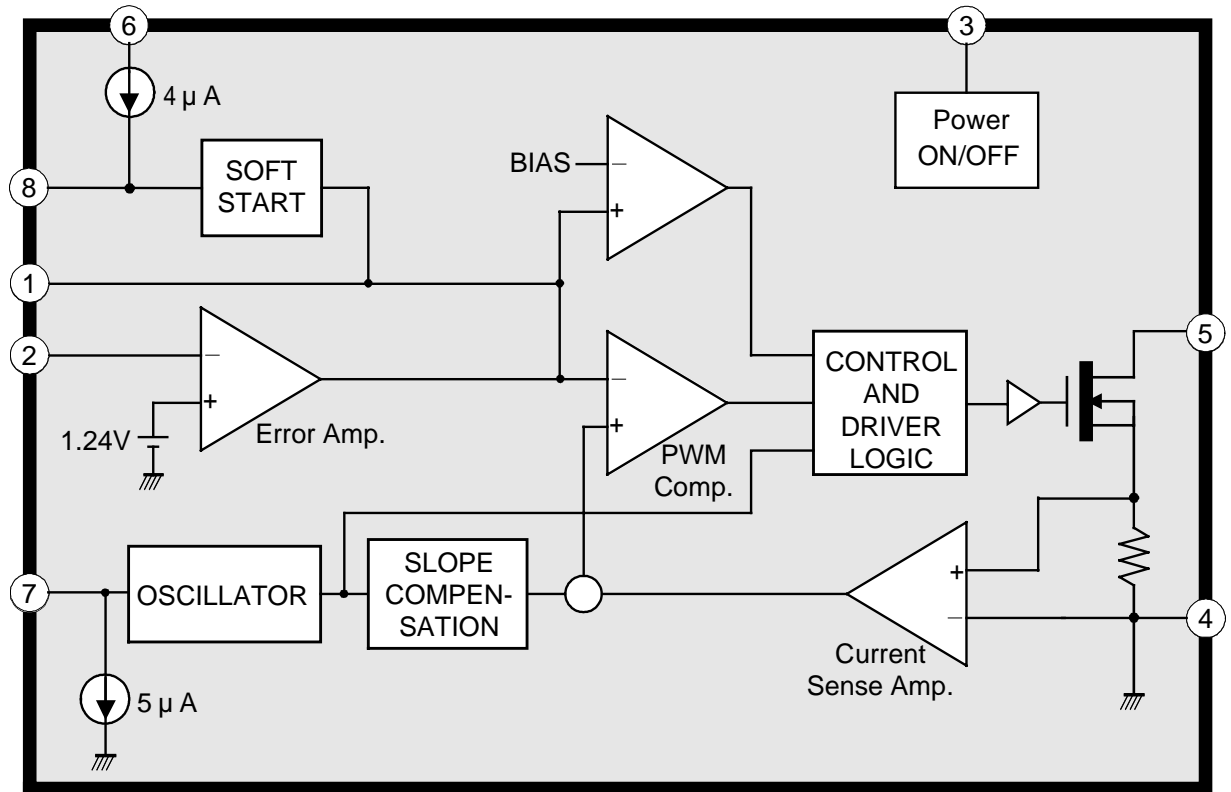 6
3
4 µ A
Power
ON/OFF
BIAS
−
+
8
SOFT
START
1
2
−
+
1.24V
Error Amp.
−
+
PWM
Comp.
CONTROL
AND
DRIVER
LOGIC
5
7
OSCILLATOR
SLOPE
COMPEN-
SATION
+
−
4
Current
Sense Amp.
5 µ A